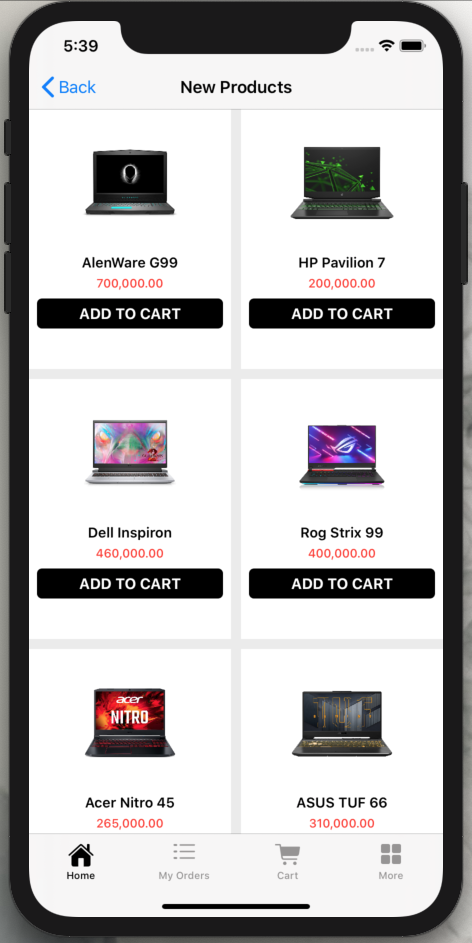 5:39
Back
New Products
AlenWare G99
HP Pavilion 7
700,000.00
200,000.00
ADD TO CART
ADD TO CART
Dell Inspiron
Rog Strix 99
460,000.00
400,000.00
ADD TO CART
ADD TO CART
acer
NITRO
TUF
Acer Nitro 45
ASUS TUF 66
265,000.00
310,000.00
Home
My Orders
Cart
More